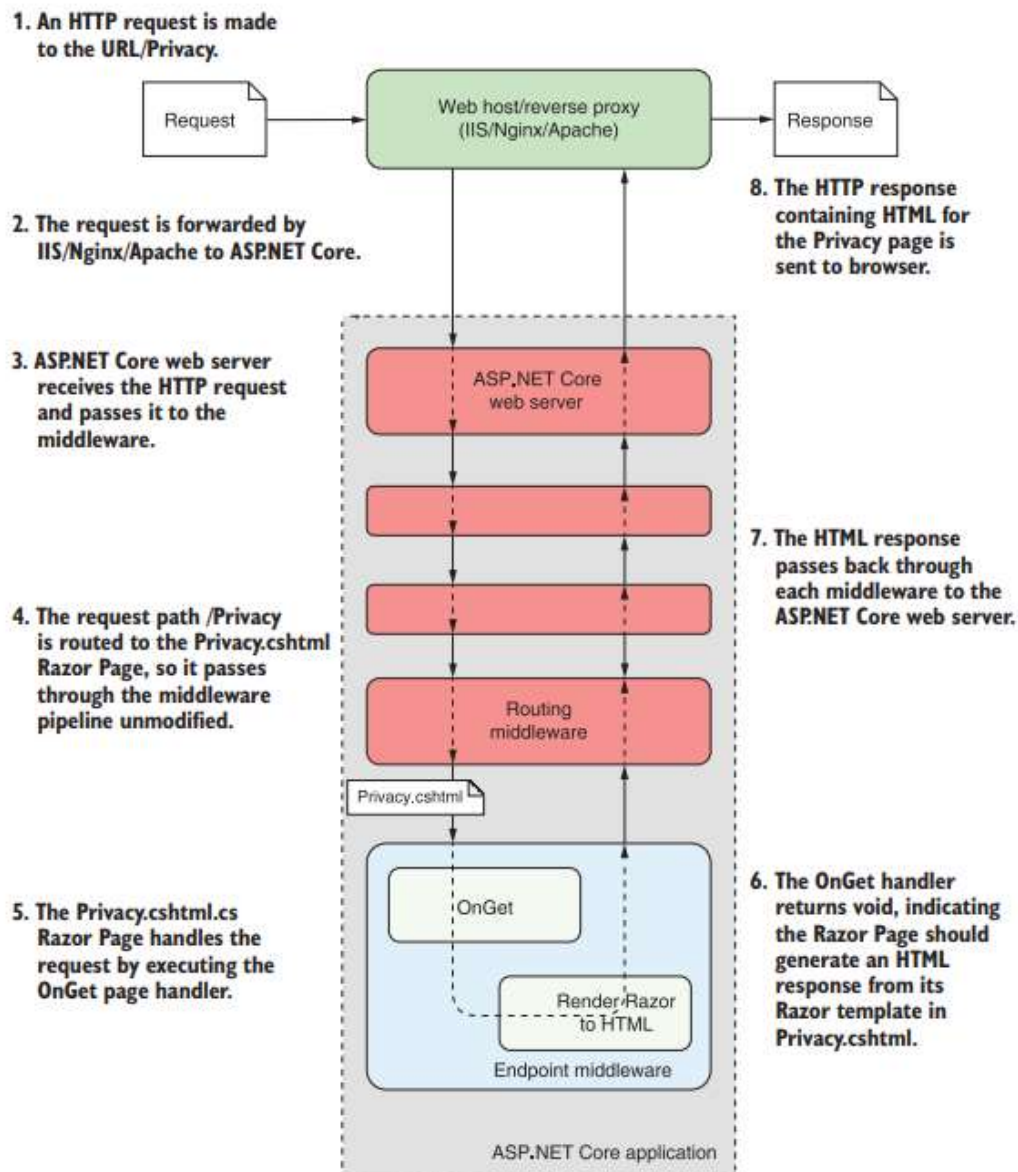 1. An HTTP request is made
to the URL/Privacy.
Request
Web host/reverse proxy
(IIS/Nginx/Apache)
Response
2. The request is forwarded by
IIS/Nginx/Apache to ASP.NET Core.
8. The HTTP response
containing HTML for
the Privacy page is
sent to browser.
3. ASP.NET Core web server
receives the HTTP request
and passes it to the
middleware.
ASP.NET Core
web server
7. The HTML response
passes back through
each middleware to the
ASP.NET Core web server.
4. The request path /Privacy
is routed to the Privacy.cshtml
Razor Page, so it passes
through the middleware
pipeline unmodified.
Routing
middleware
Privacy.cshtml
5. The Privacy.cshtml.cs
Razor Page handles the
request by executing the
OnGet page handler.
OnGet
Render Razor
to HTML
Endpoint middleware
6. The OnGet handler
returns void, indicating
the Razor Page should
generate an HTML
response from its
Razor template in
Privacy.cshtml.
ASP.NET Core application